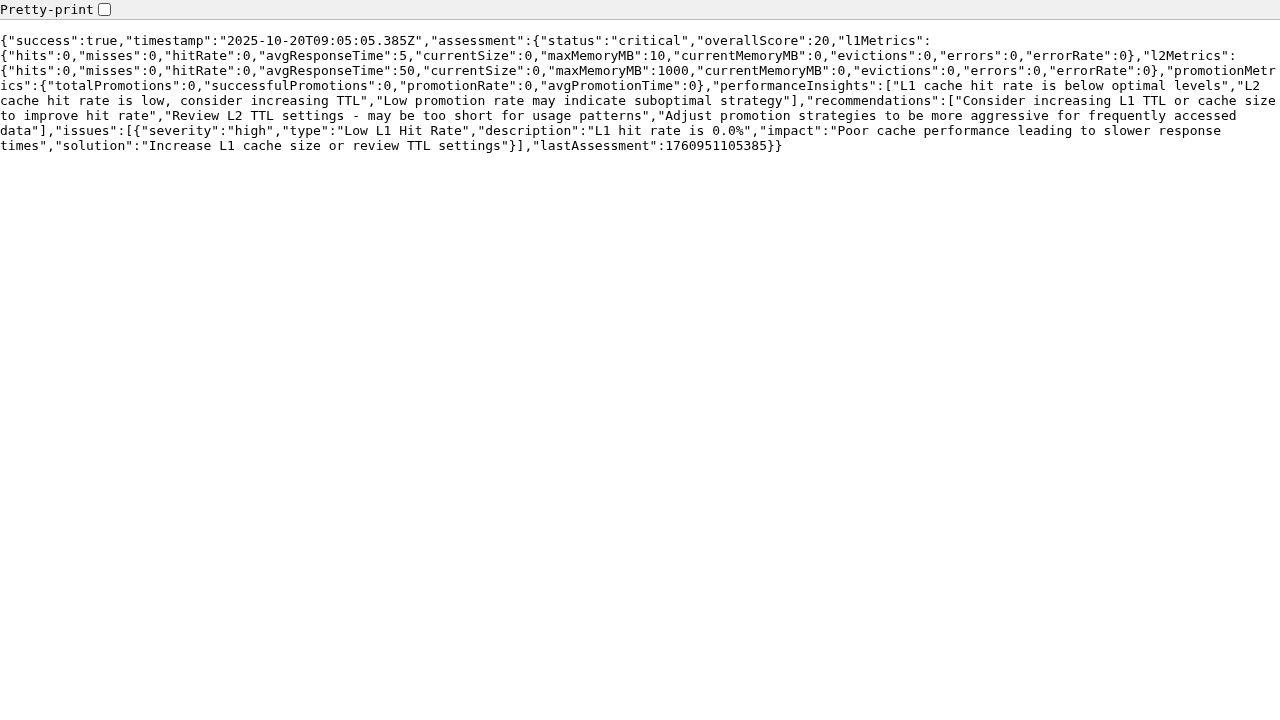 Pretty-print
{"success":true,"timestamp":"2025-10-20T09:05:05.385Z","assessment":{"status":"critical","overallScore":20,"l1Metrics":
{"hits":0,"misses":0,"hitRate":0,"avgResponseTime":5,"currentSize":0,"maxMemoryMB":10,"currentMemoryMB":0,"evictions":0,"errors":0,"errorRate":0},"l2Metrics":
{"hits":0,"misses":0,"hitRate":0,"avgResponseTime":50,"currentSize":0,"maxMemoryMB":1000,"currentMemoryMB":0,"evictions":0,"errors":0,"errorRate":0},"promotionMetr
ics":{"totalPromotions":0,"successfulPromotions":0,"promotionRate":0,"avgPromotionTime":0},"performanceInsights":["L1 cache hit rate is below optimal levels","L2
cache hit rate is low, consider increasing TTL","Low promotion rate may indicate suboptimal strategy"],"recommendations":["Consider increasing L1 TTL or cache size
to improve hit rate","Review L2 TTL settings - may be too short for usage patterns","Adjust promotion strategies to be more aggressive for frequently accessed
data"],"issues":[{"severity":"high","type":"Low L1 Hit Rate","description":"L1 hit rate is 0.0%","impact":"Poor cache performance leading to slower response
times","solution":"Increase L1 cache size or review TTL settings"}],"lastAssessment":1760951105385}}